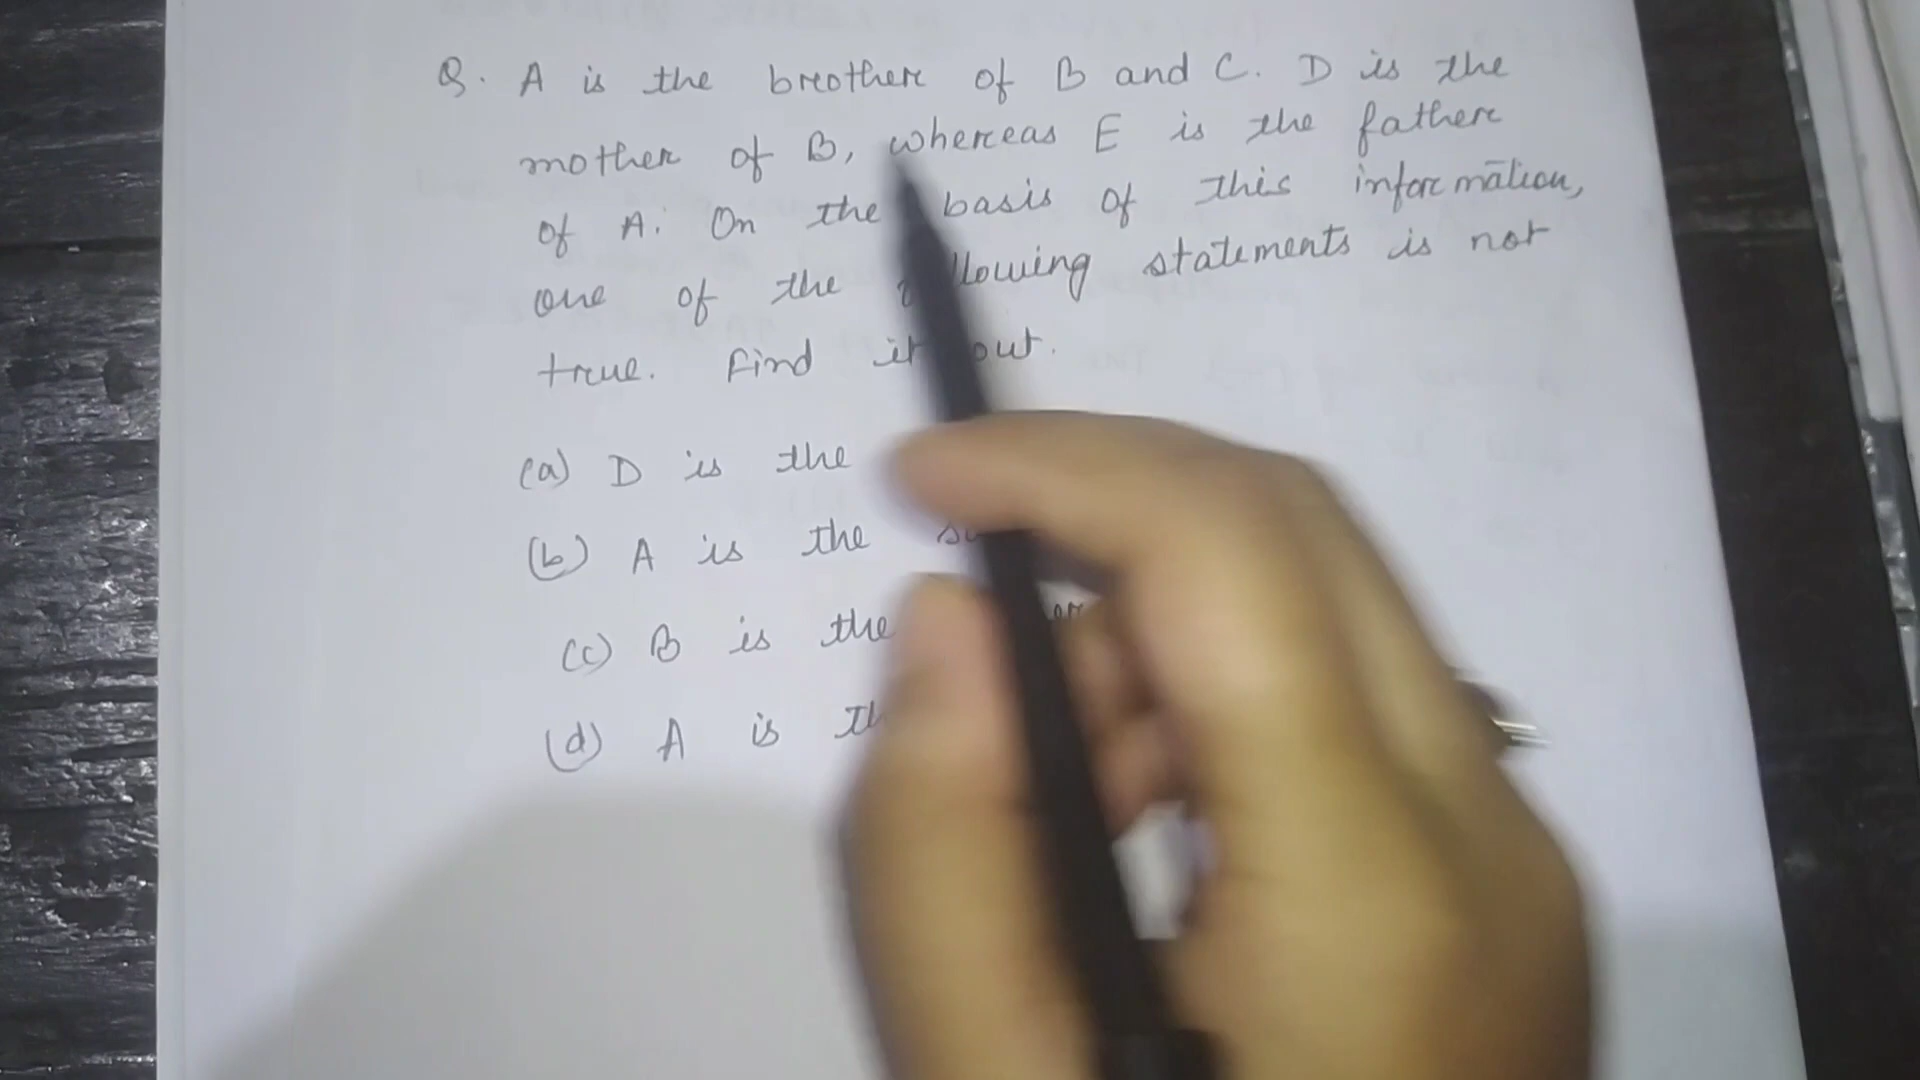 Q. A is the brother of B and C. D is the
mother of B, whereas E is the father
of A. On the basis of this information,
one of the following statements is not
true. Find it out.
(a) D is the
(b) A is the
(c) B is the
(d) A is